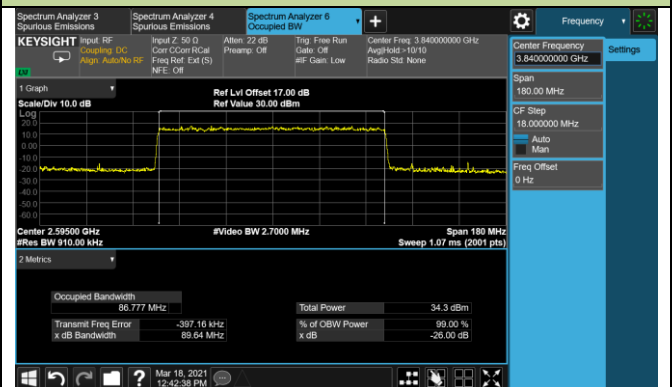 Spectrum Analyzer 3
Spurious Emissions
Spectrum Analyzer 4
Spurious Emissions
Spectrum Analyzer 6
Occupied BW
Frequency
KEYSIGHT
Input: RF
Coupling: DC
Align: Auto/No RF
Input Z: 50 Ω
Corr CCorr RCal
Freq Ref: Ext (S)
NFE: Off
Atten: 22 dB
Preamp: Off
Trig: Free Run
Gate: Off
#IF Gain: Low
Center Freq: 3.840000000 GHz
Avg|Hold:>10/10
Radio Std: None
LM
Center Frequency
3.840000000 GHz
Settings
Span
180.00 MHz
CF Step
18.000000 MHz
Auto
Man
Freq Offset
0 Hz
1 Graph
Scale/Div 10.0 dB
Ref Lvl Offset 17.00 dB
Ref Value 30.00 dBm
Log
20.0
10.0
0.00
-10.0
-20.0
-30.0
-40.0
-50.0
-60.0
Center 2.59500 GHz
#Res BW 910.00 kHz
#Video BW 2.7000 MHz
Span 180 MHz
Sweep 1.07 ms (2001 pts)
2 Metrics
Occupied Bandwidth
86.777 MHz
Total Power 34.3 dBm
Transmit Freq Error -397.16 kHz
% of OBW Power 99.00 %
x dB Bandwidth 89.64 MHz
x dB -26.00 dB
Mar 18, 2021
12:42:38 PM